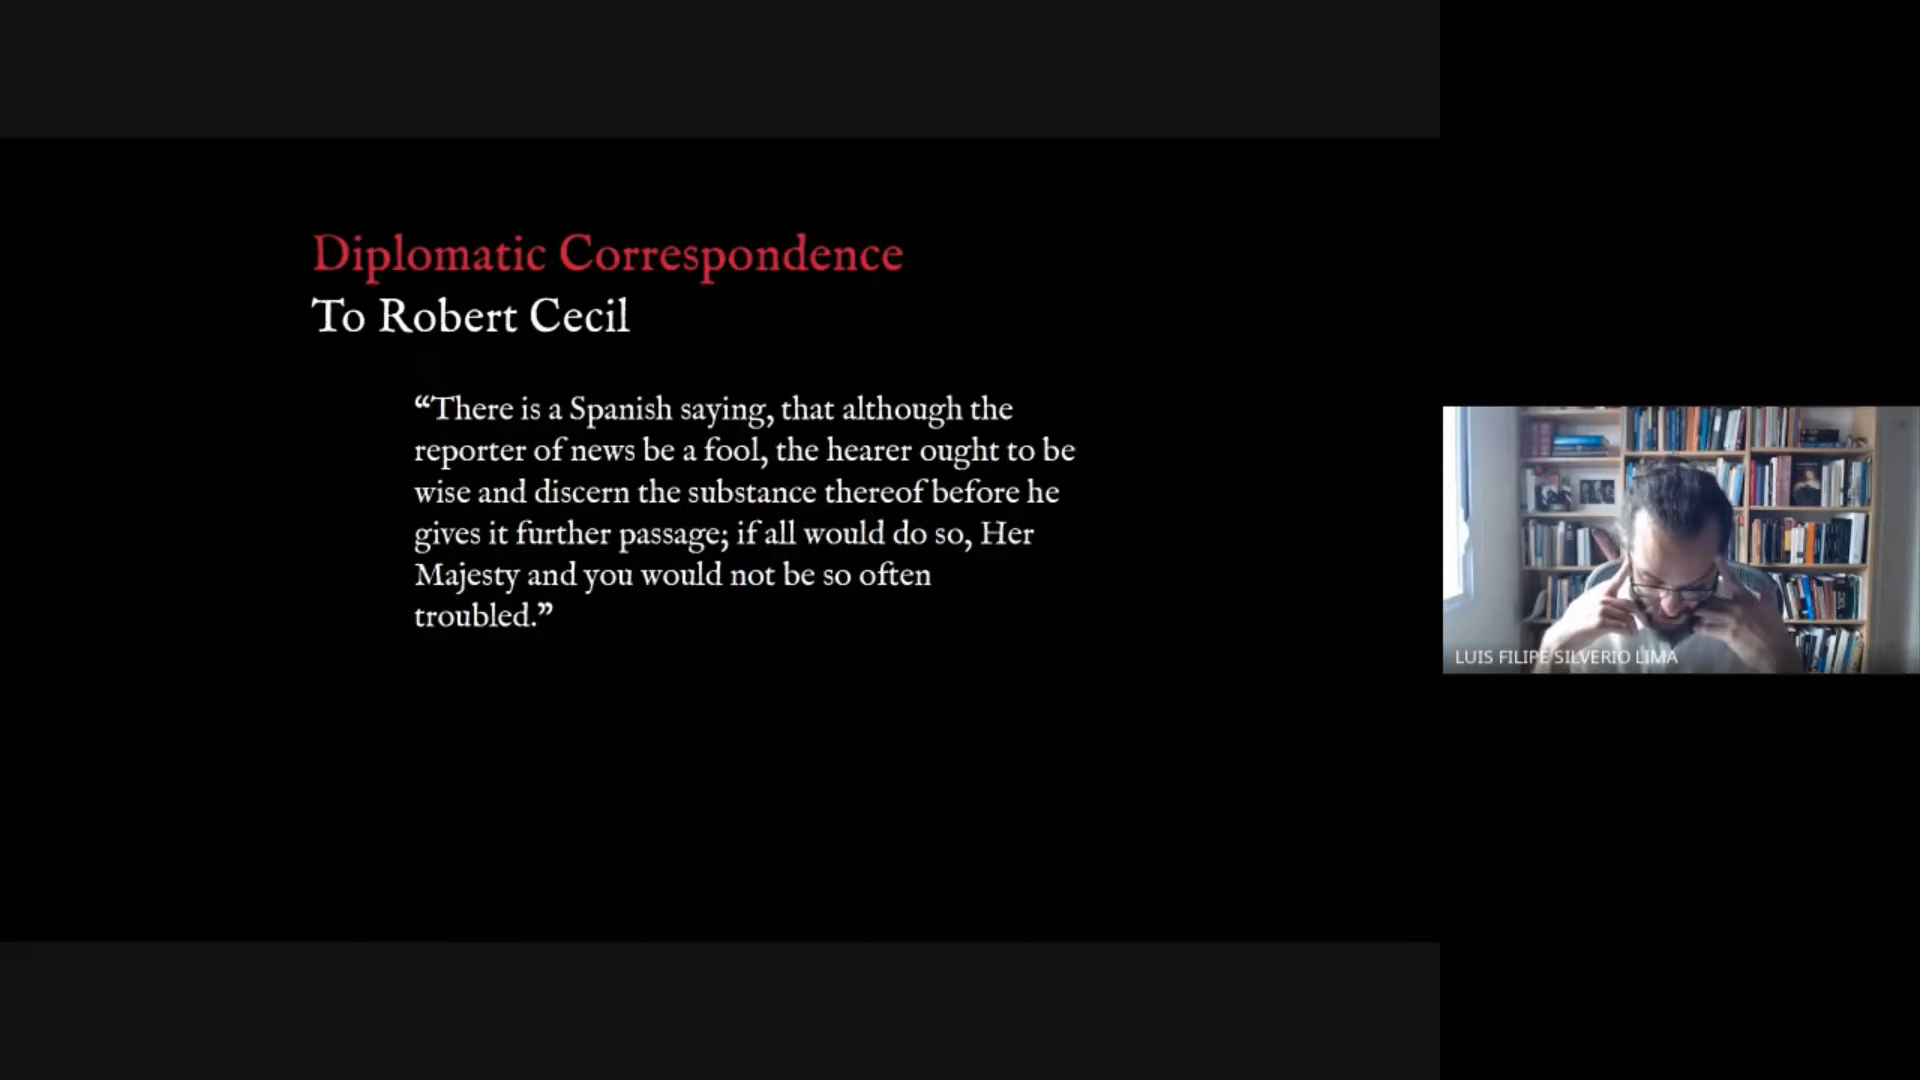 Diplomatic Correspondence
To Robert Cecil
“There is a Spanish saying, that although the
reporter of news be a fool, the hearer ought to be
wise and discern the substance thereof before he
gives it further passage; if all would do so, Her
Majesty and you would not be so often
troubled.”
LUIS FILIPE SILVERIO LIMA